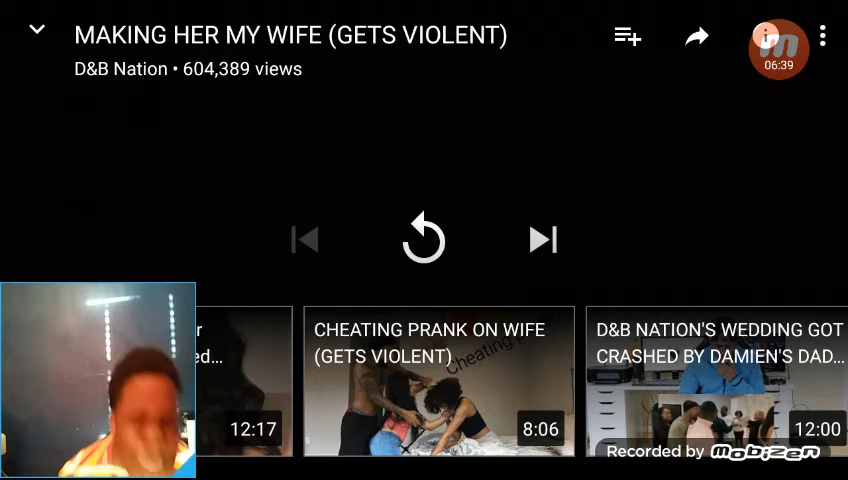 MAKING HER MY WIFE (GETS VIOLENT)
D&B Nation • 604,389 views
06:39
r
ed...
12:17
CHEATING PRANK ON WIFE
(GETS VIOLENT)
Cheating
8:06
D&B NATION'S WEDDING GOT
CRASHED BY DAMIEN'S DAD...
12:00
Recorded by mobizen